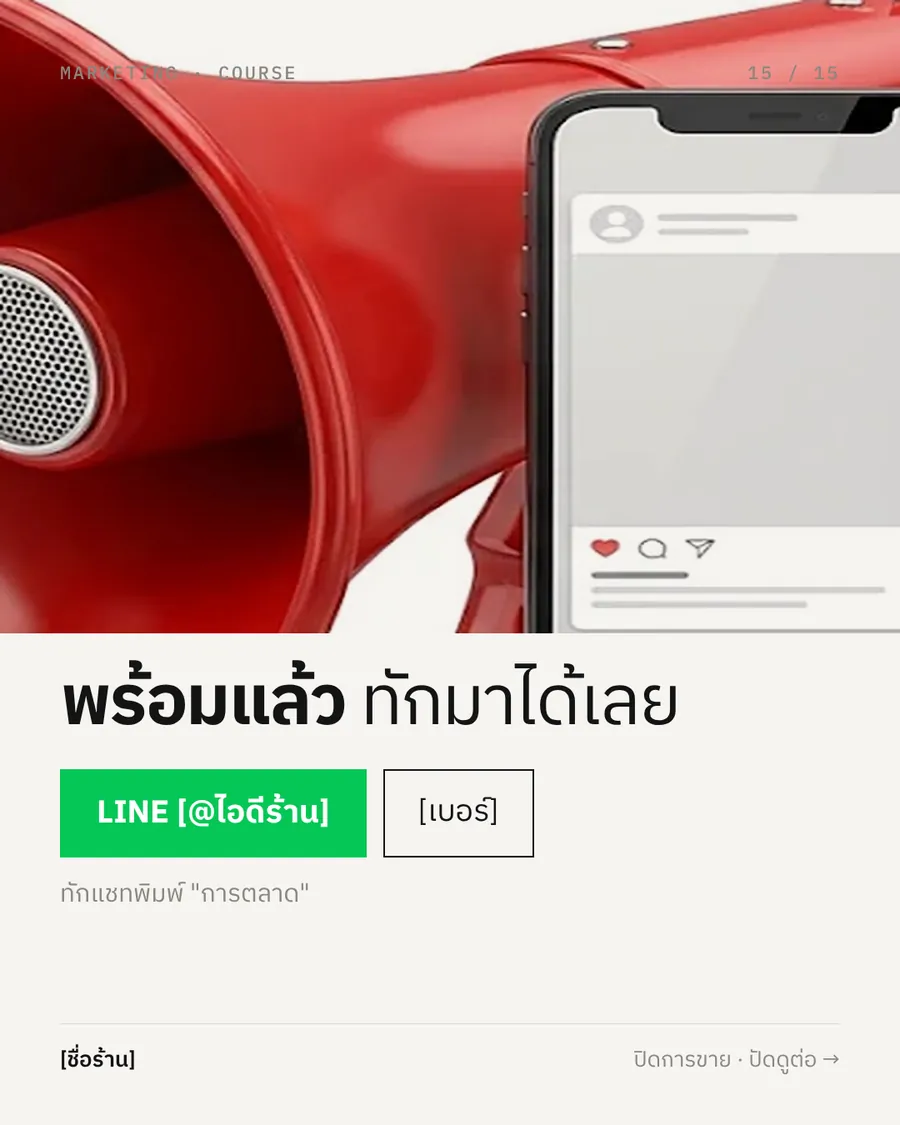 MARKETING · COURSE
15 / 15
พร้อมแล้ว ทักมาได้เลย
LINE [@ไอดีร้าน]
[เบอร์]
ทักแชทพิมพ์ "การตลาด"
[ชื่อร้าน]
ปิดการขาย · ปัดดูต่อ →